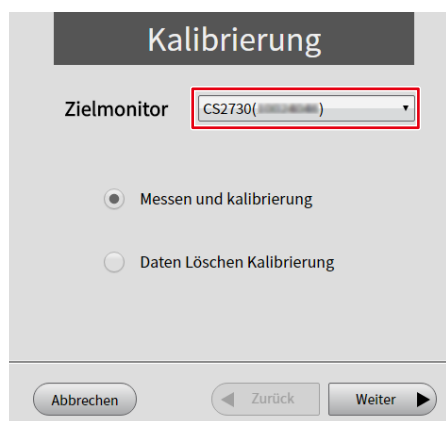 Kalibrierung
Zielmonitor CS2730( )
Messen und kalibrierung
Daten Löschen Kalibrierung
Abbrechen Zurück Weiter